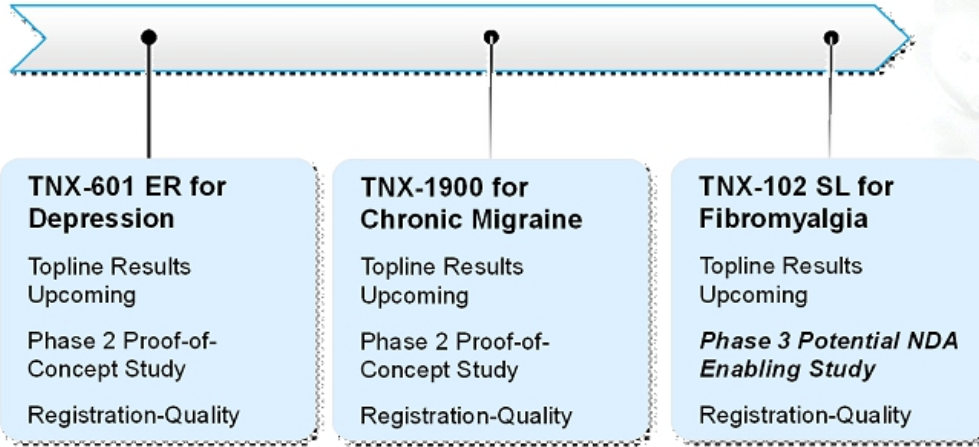 TNX-601 ER for
Depression
Topline Results
Upcoming
Phase 2 Proof-of-
Concept Study
Registration-Quality
TNX-1900 for
Chronic Migraine
Topline Results
Upcoming
Phase 2 Proof-of-
Concept Study
Registration-Quality
TNX-102 SL for
Fibromyalgia
Topline Results
Upcoming
Phase 3 Potential NDA
Enabling Study
Registration-Quality